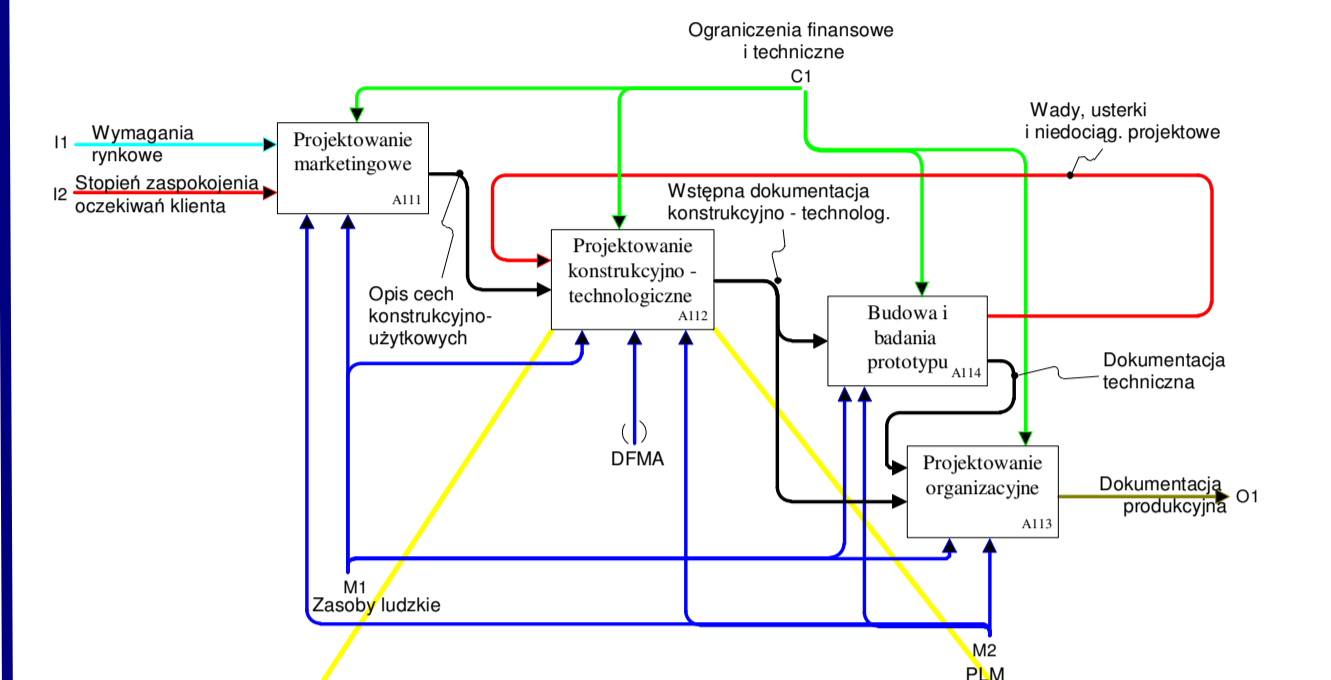 Ograniczenia finansowe
i techniczne
C1
Wady, usterki
i niedociąg. projektowe
I1
Wymagania
rynkowe
Projektowanie
marketingowe
A111
I2
Stopień zaspokojenia
oczekiwań klienta
Wstępna dokumentacja
konstrukcyjno - technolog.
Projektowanie
konstrukcyjno -
technologiczne
A112
Opis cech
konstrukcyjno-
użytkowych
Budowa i
badania
prototypu
A114
Dokumentacja
techniczna
( )
DFMA
Projektowanie
organizacyjne
A113
Dokumentacja
produkcyjna
O1
M1
Zasoby ludzkie
M2
PLM